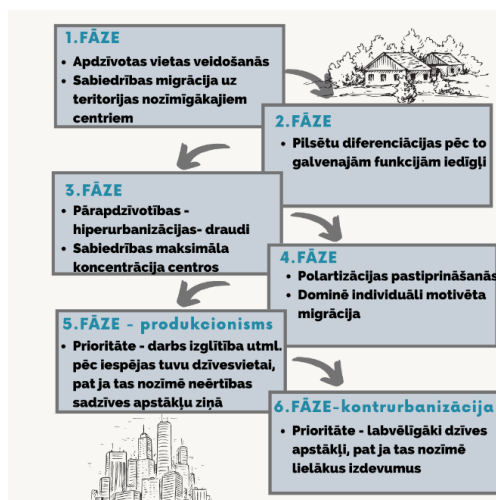 1.FĀZE
• Apdzīvotas vietas veidošanās
• Sabiedrības migrācija uz
teritorijas nozīmīgākajiem
centriem
2.FĀZE
• Pilsētu diferenciācijas pēc to
galvenajām funkcijām iedīgļi
3.FĀZE
• Pārapdzīvotības -
hiperurbanizācijas- draudi
• Sabiedrības maksimāla
koncentrācija centros
4.FĀZE
• Polartizācijas pastiprināšanās
• Dominē individuāli motivēta
migrācija
5.FĀZE - produkcionisms
• Prioritāte - darbs izglītība utml.
pēc iespējas tuvu dzīvesvietai,
pat ja tas nozīmē neērtības
sadzīves apstākļu ziņā
6.FĀZE-kontrurbanizācija
• Prioritāte - labvēlīgāki dzīves
apstākļi, pat ja tas nozīmē
lielākus izdevumus